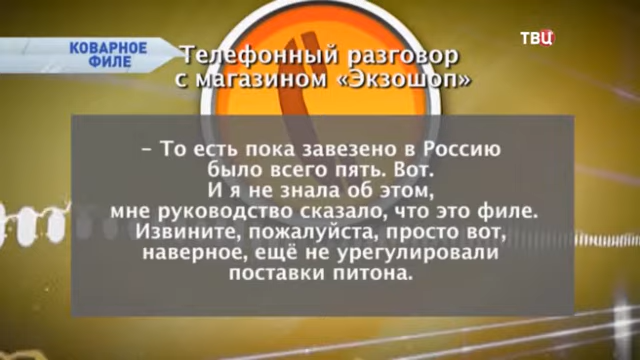 КОВАРНОЕ
ФИЛЕ
ТВЦ
Телефонный разговор
с магазином «Экзошоп»
– То есть пока завезено в Россию
было всего пять. Вот.
И я не знала об этом,
мне руководство сказало, что это филе.
Извините, пожалуйста, просто вот,
наверное, ещё не урегулировали
поставки питона.